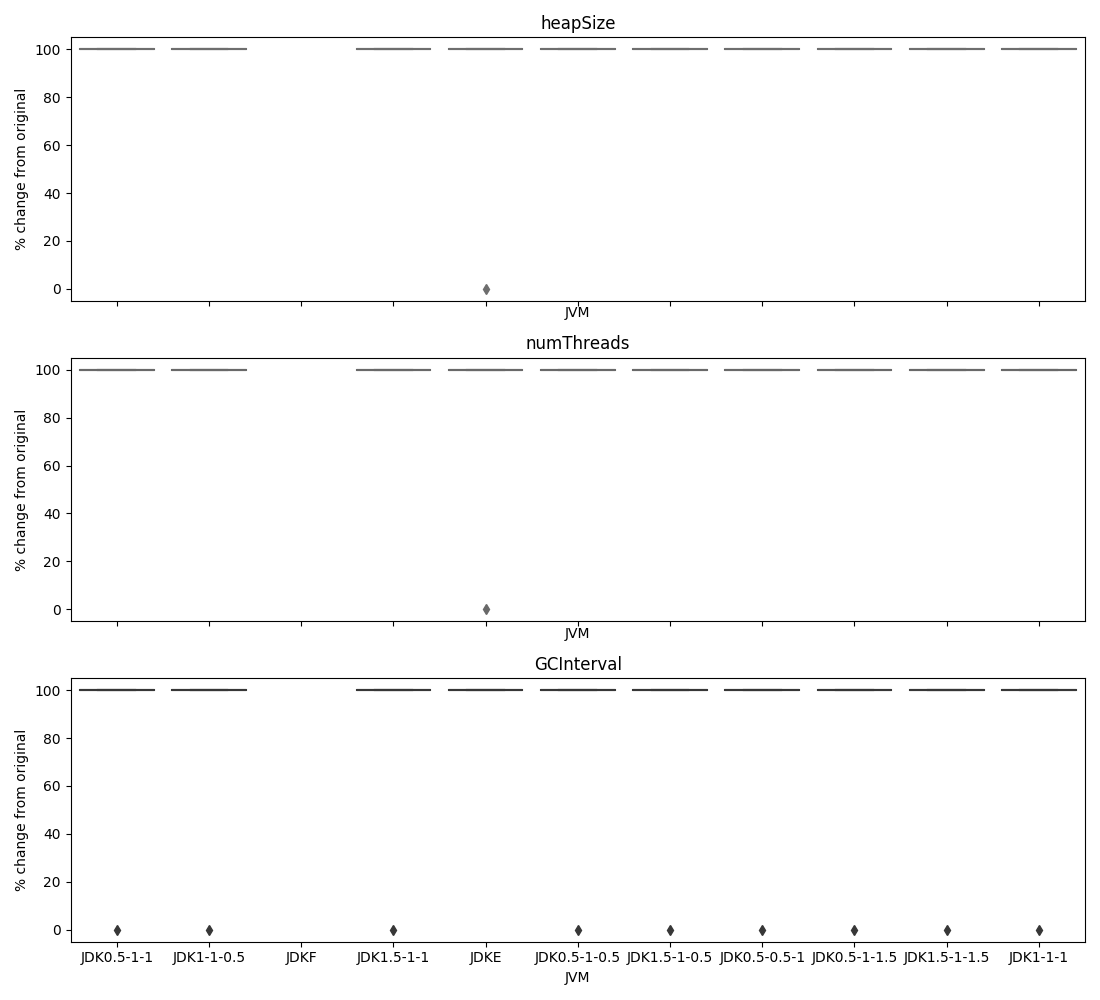 heapSize
% change from original
100
80
60
40
20
0
JVM
numThreads
% change from original
100
80
60
40
20
0
JVM
GCInterval
% change from original
100
80
60
40
20
0
JDK0.5-1-1 JDK1-1-0.5 JDKF JDK1.5-1-1 JDKE JDK0.5-1-0.5 JDK1.5-1-0.5 JDK0.5-0.5-1 JDK0.5-1-1.5 JDK1.5-1-1.5 JDK1-1-1
JVM